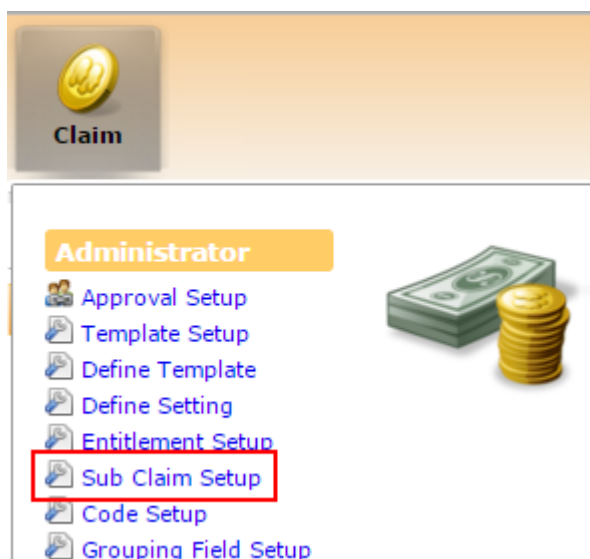 Claim
Administrator
Approval Setup
Template Setup
Define Template
Define Setting
Entitlement Setup
Sub Claim Setup
Code Setup
Grouping Field Setup